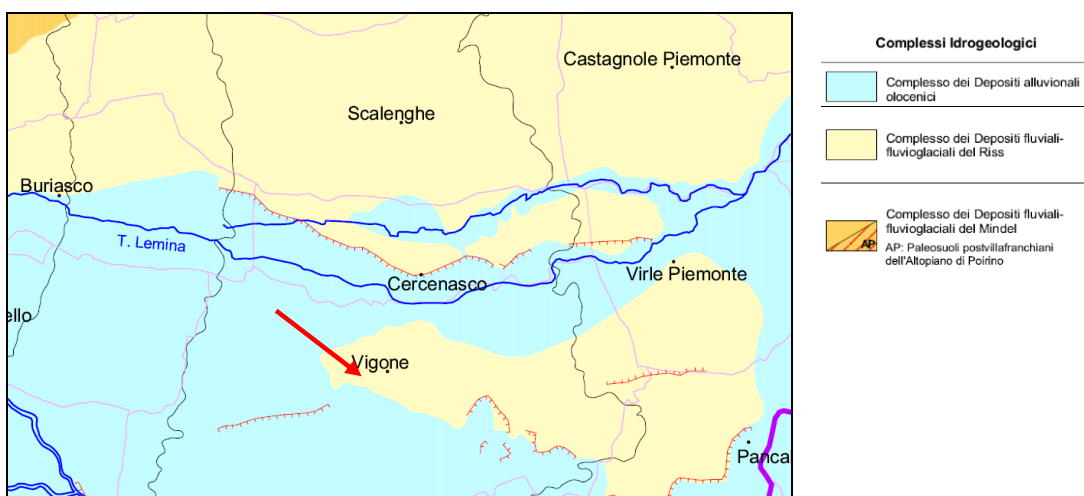 Castagnole Piemonte
Scalenghe
Buriasco
T. Lemina
Cercenasco
Virle Piemonte
ello
Vigone
Panca
Complessi Idrogeologici
Complesso dei Depositi alluvionali
olocenici
Complesso dei Depositi fluviali-
fluvioglaciali del Riss
Complesso dei Depositi fluviali-
fluvioglaciali del Mindel
AP
AP: Paleosuoli postvillafranchiani
dell'Altopiano di Poirino